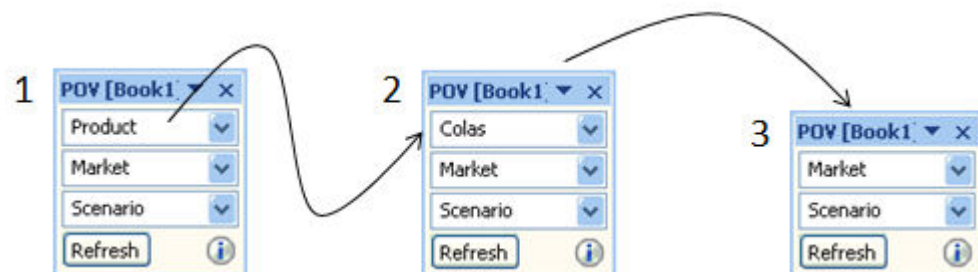 1
POV [Book1]
Product
Market
Scenario
Refresh
2
POV [Book1]
Colas
Market
Scenario
Refresh
3
POV [Book1]
Market
Scenario
Refresh